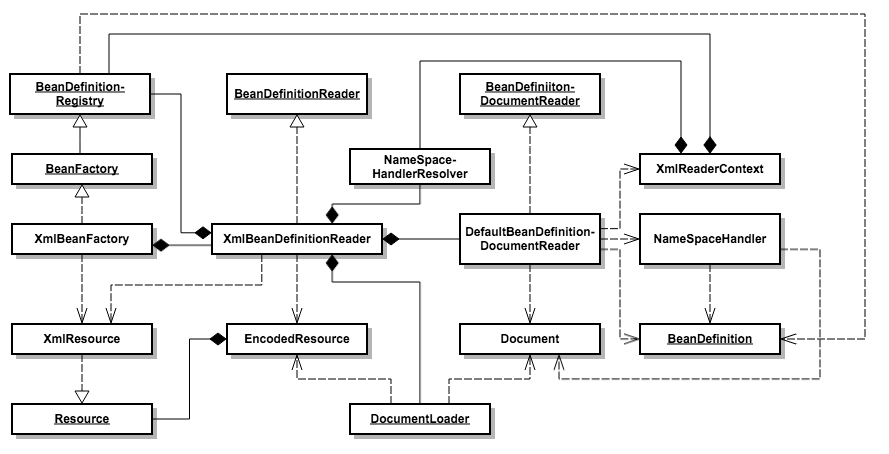 BeanDefinition-
Registry
BeanDefinitionReader
BeanDefiniiton-
DocumentReader
BeanFactory
NameSpace-
HandlerResolver
XmlReaderContext
XmlBeanFactory
XmlBeanDefinitionReader
DefaultBeanDefinition-
DocumentReader
NameSpaceHandler
XmlResource
EncodedResource
Document
BeanDefinition
Resource
DocumentLoader